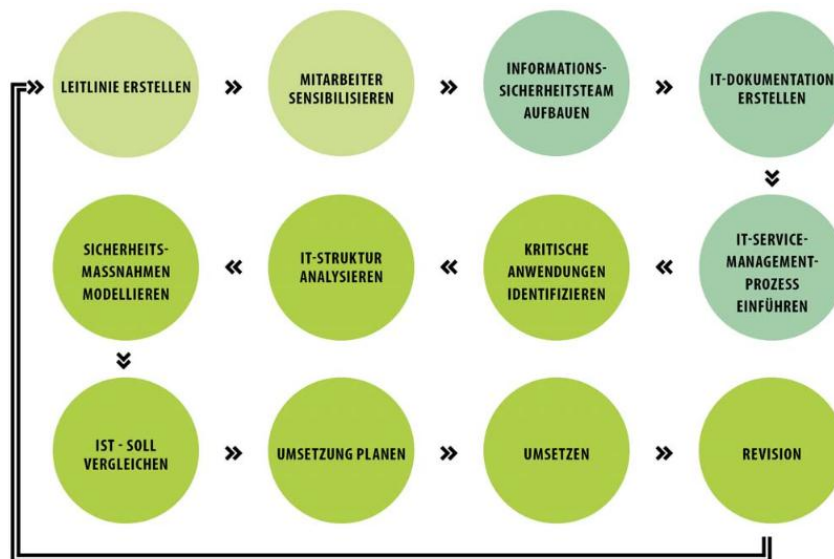 LEITLINIE ERSTELLEN
MITARBEITER
SENSIBILISIEREN
INFORMATIONS-
SICHERHEITSTEAM
AUFBAUEN
IT-DOKUMENTATION
ERSTELLEN
SICHERHEITS-
MASSNAHMEN
MODELLIEREN
IT-STRUKTUR
ANALYSIEREN
KRITISCHE
ANWENDUNGEN
IDENTIFIZIEREN
IT-SERVICE-
MANAGEMENT-
PROZESS
EINFÜHREN
IST - SOLL
VERGLEICHEN
UMSETZUNG PLANEN
UMSETZEN
REVISION